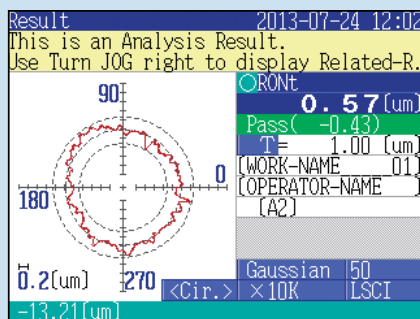 Result 2013-07-24 12:02
This is an Analysis Result.
Use Turn JOG right to display Related-R.
RONt
0.57(um)
Pass( -0.43)
T= 1.00 (um)
[WORK-NAME____01]
[OPERATOR-NAME ]
(A2)
90
0
180
270
0.2(um)
<Cir.>
Gaussian 50
×10K LSCI
-13.21(um)